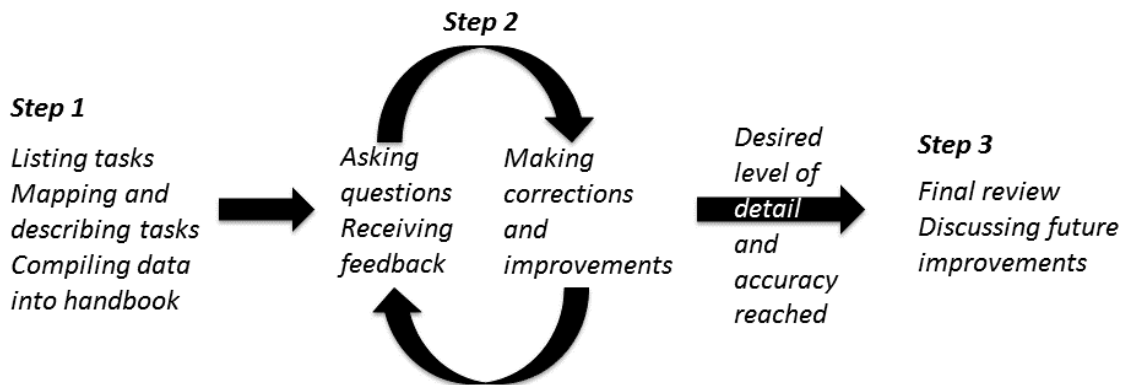 Step 2
Step 1
Listing tasks
Mapping and
describing tasks
Compiling data
into handbook
Asking
questions
Receiving
feedback
Making
corrections
and
improvements
Desired
level of
detail
and
accuracy
reached
Step 3
Final review
Discussing future
improvements